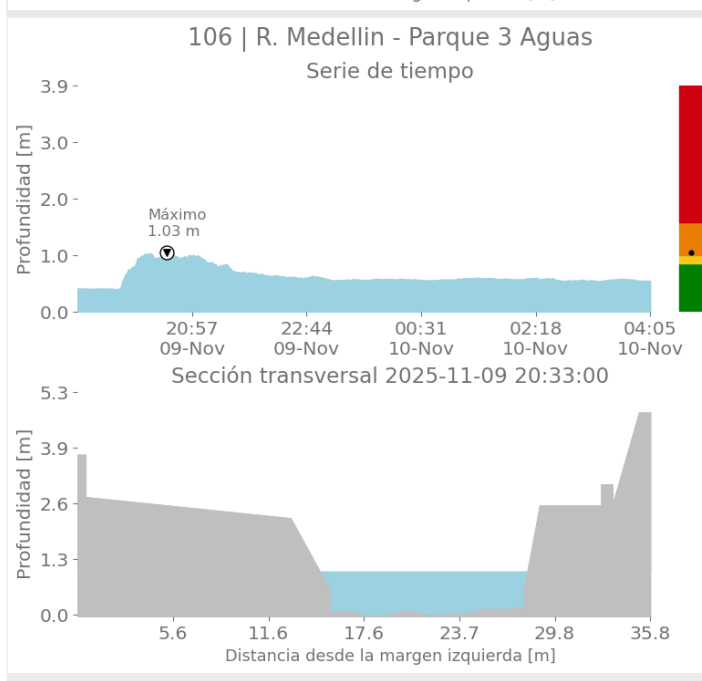 106 | R. Medellin - Parque 3 Aguas
Serie de tiempo
Profundidad [m]
3.9
3.0
2.0
1.0
0.0
Máximo
1.03 m
20:57 22:44 00:31 02:18 04:05
09-Nov 09-Nov 10-Nov 10-Nov 10-Nov
Sección transversal 2025-11-09 20:33:00
Profundidad [m]
5.3
3.9
2.6
1.3
0.0
5.6 11.6 17.6 23.7 29.8 35.8
Distancia desde la margen izquierda [m]